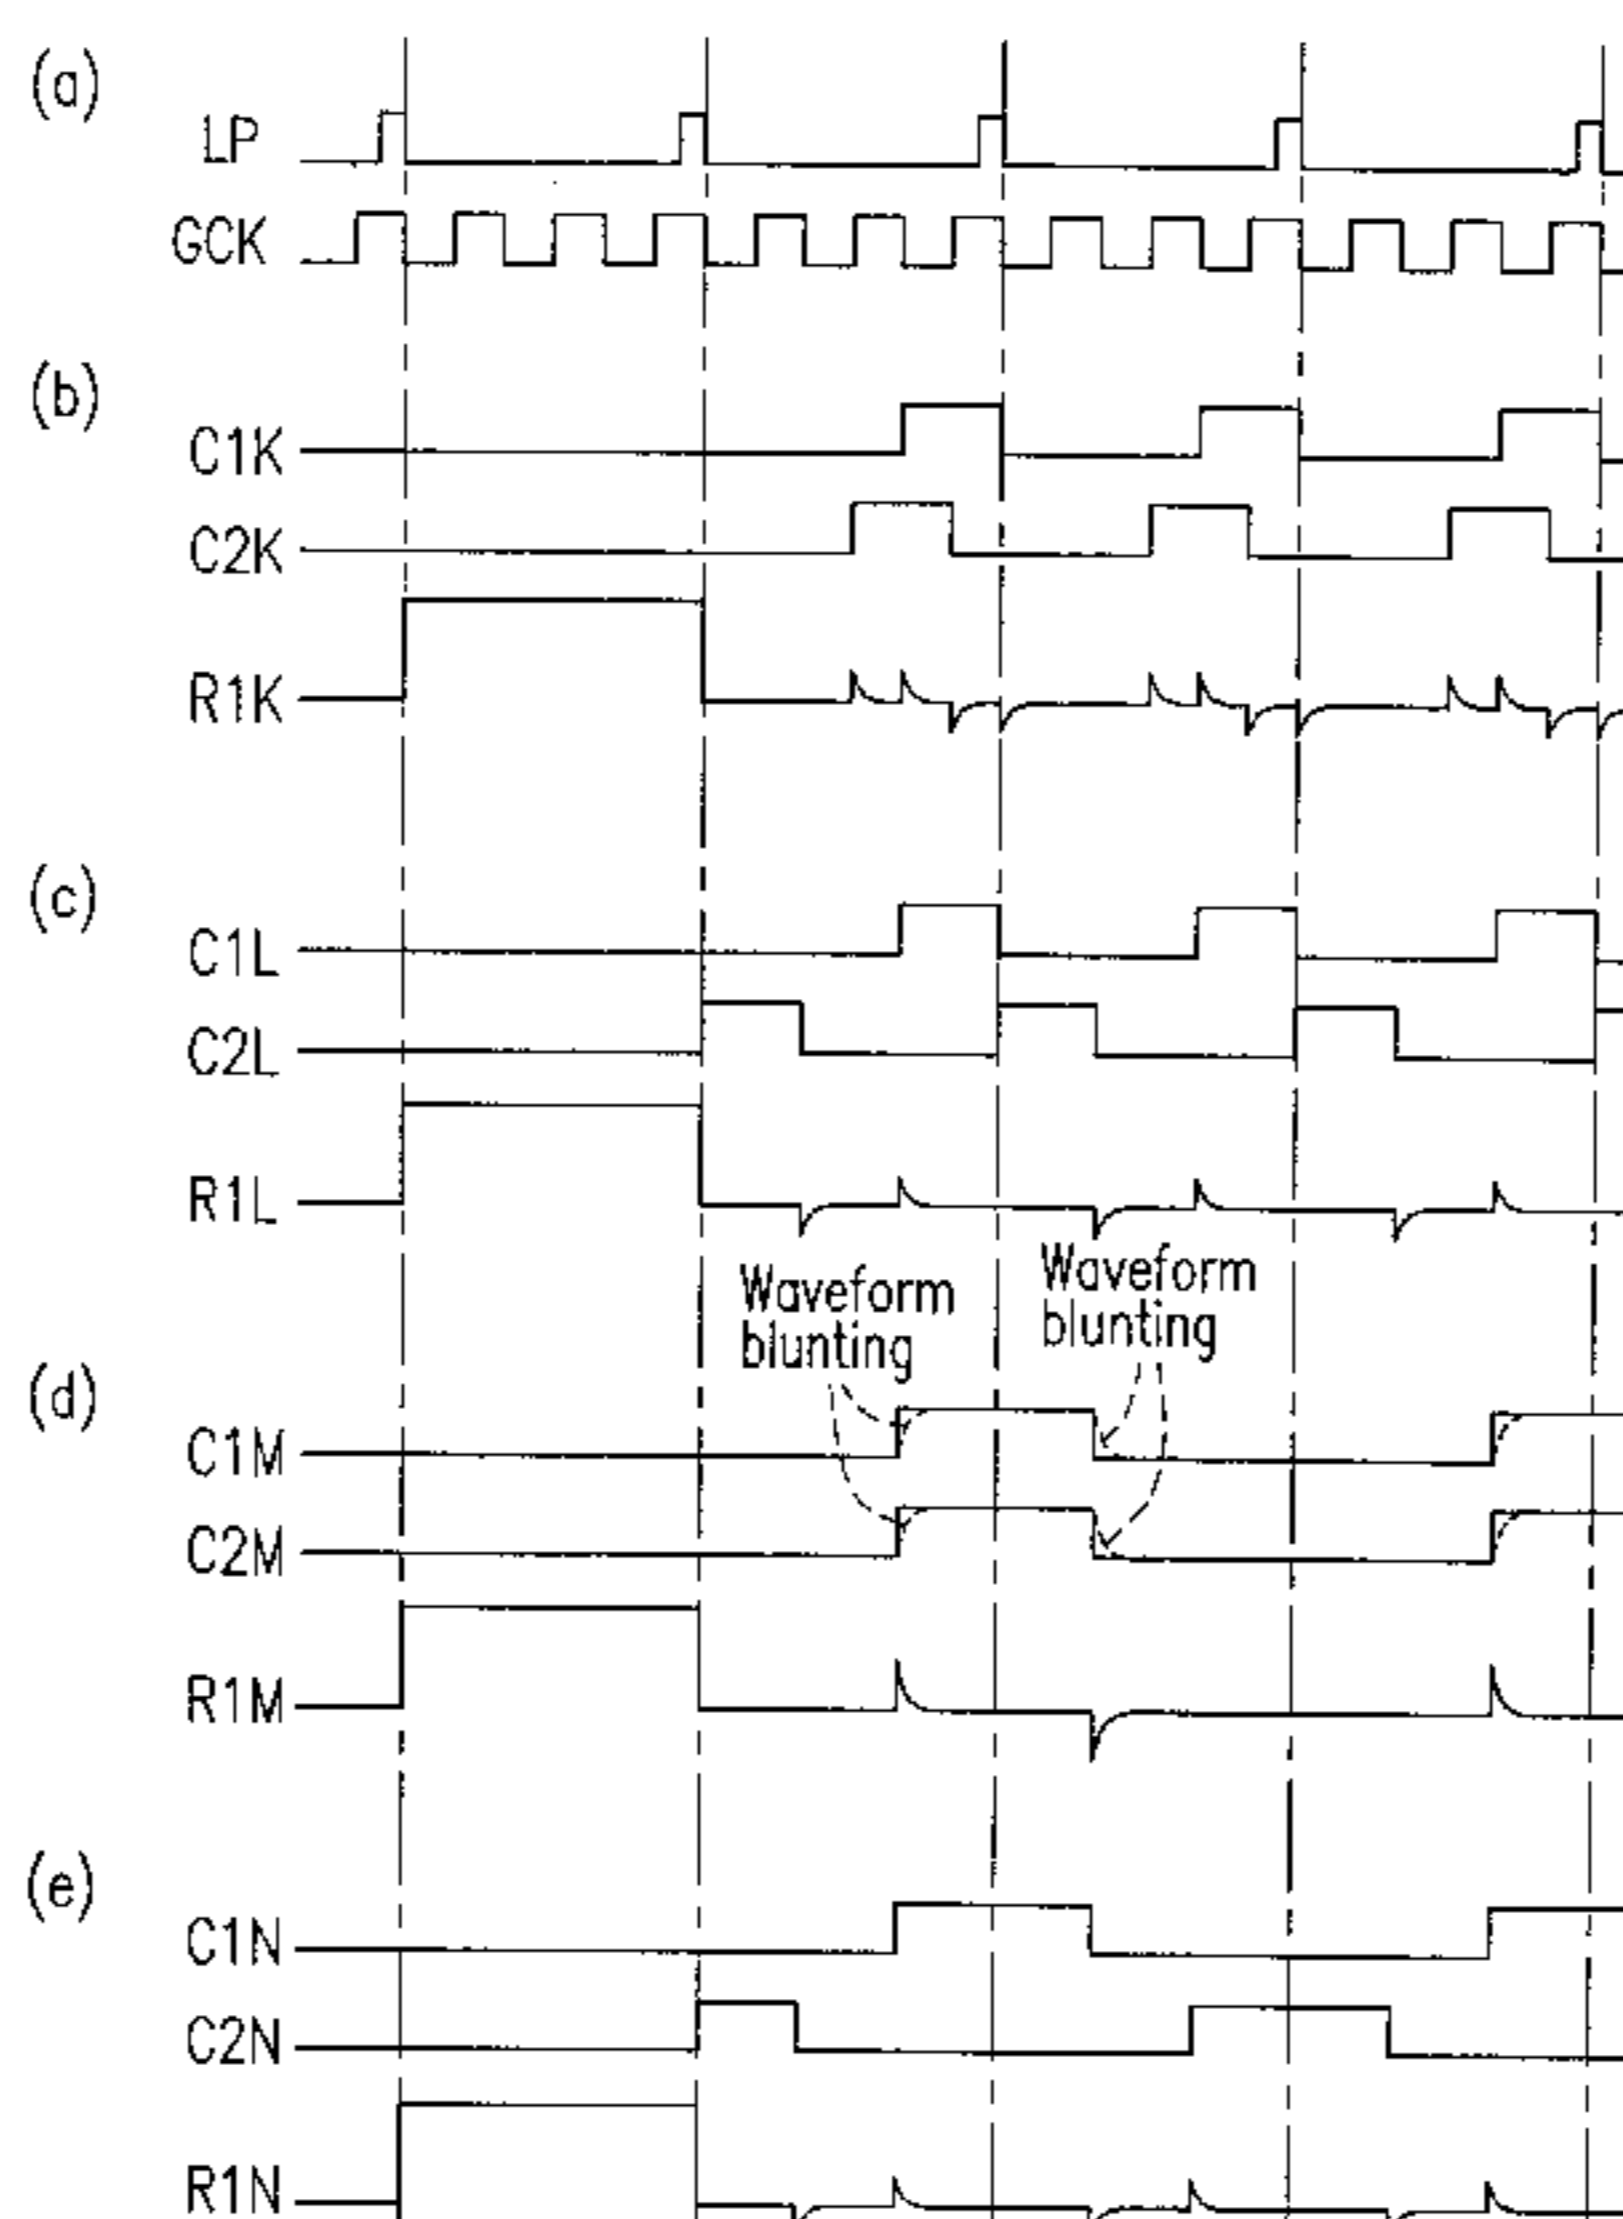 (a)
LP
GCK
(b)
C1K
C2K
R1K
(c)
C1L
C2L
R1L
Waveform
blunting
Waveform
blunting
(d)
C1M
C2M
R1M
(e)
C1N
C2N
R1N